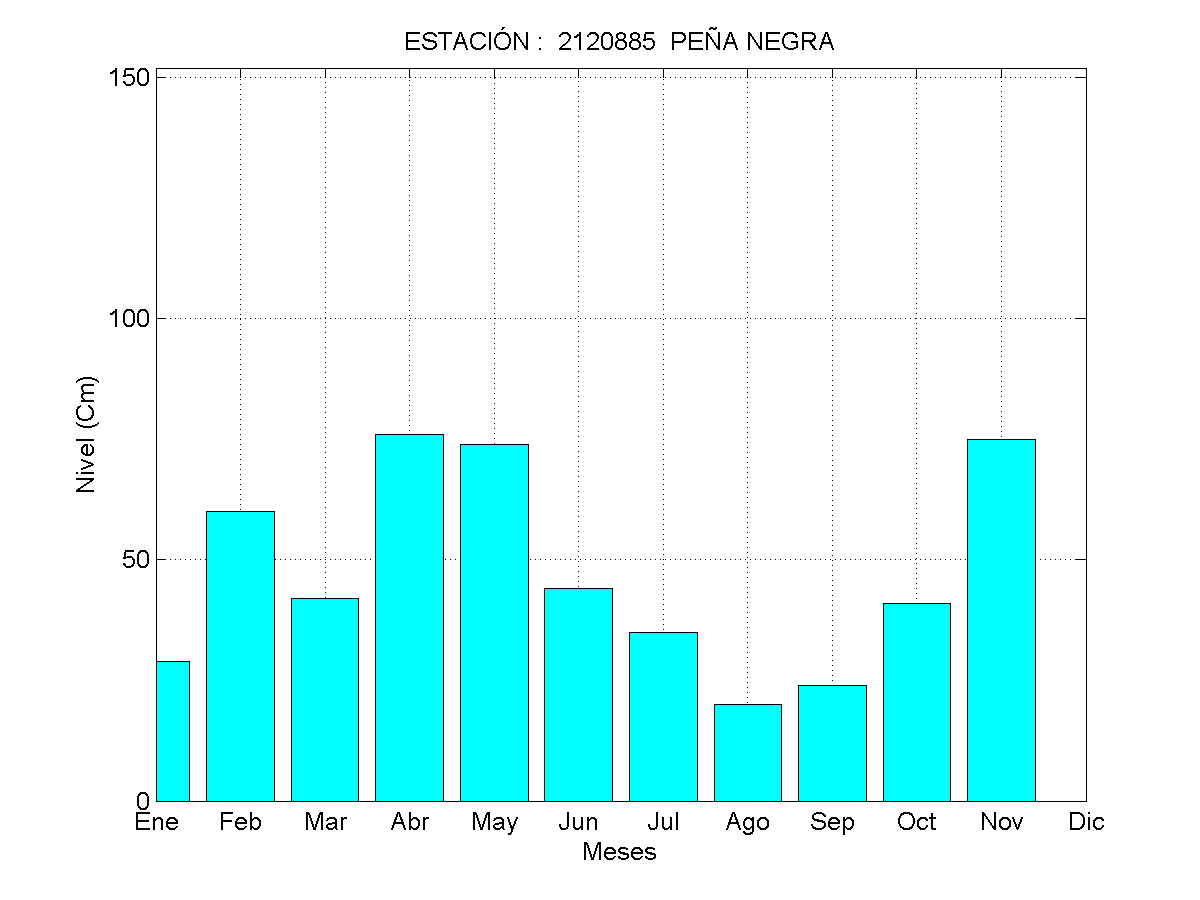 ESTACIÓN :  2120885  PEÑA NEGRA
150
100
50
0
Nivel (Cm)
Ene Feb Mar Abr May Jun Jul Ago Sep Oct Nov Dic
Meses